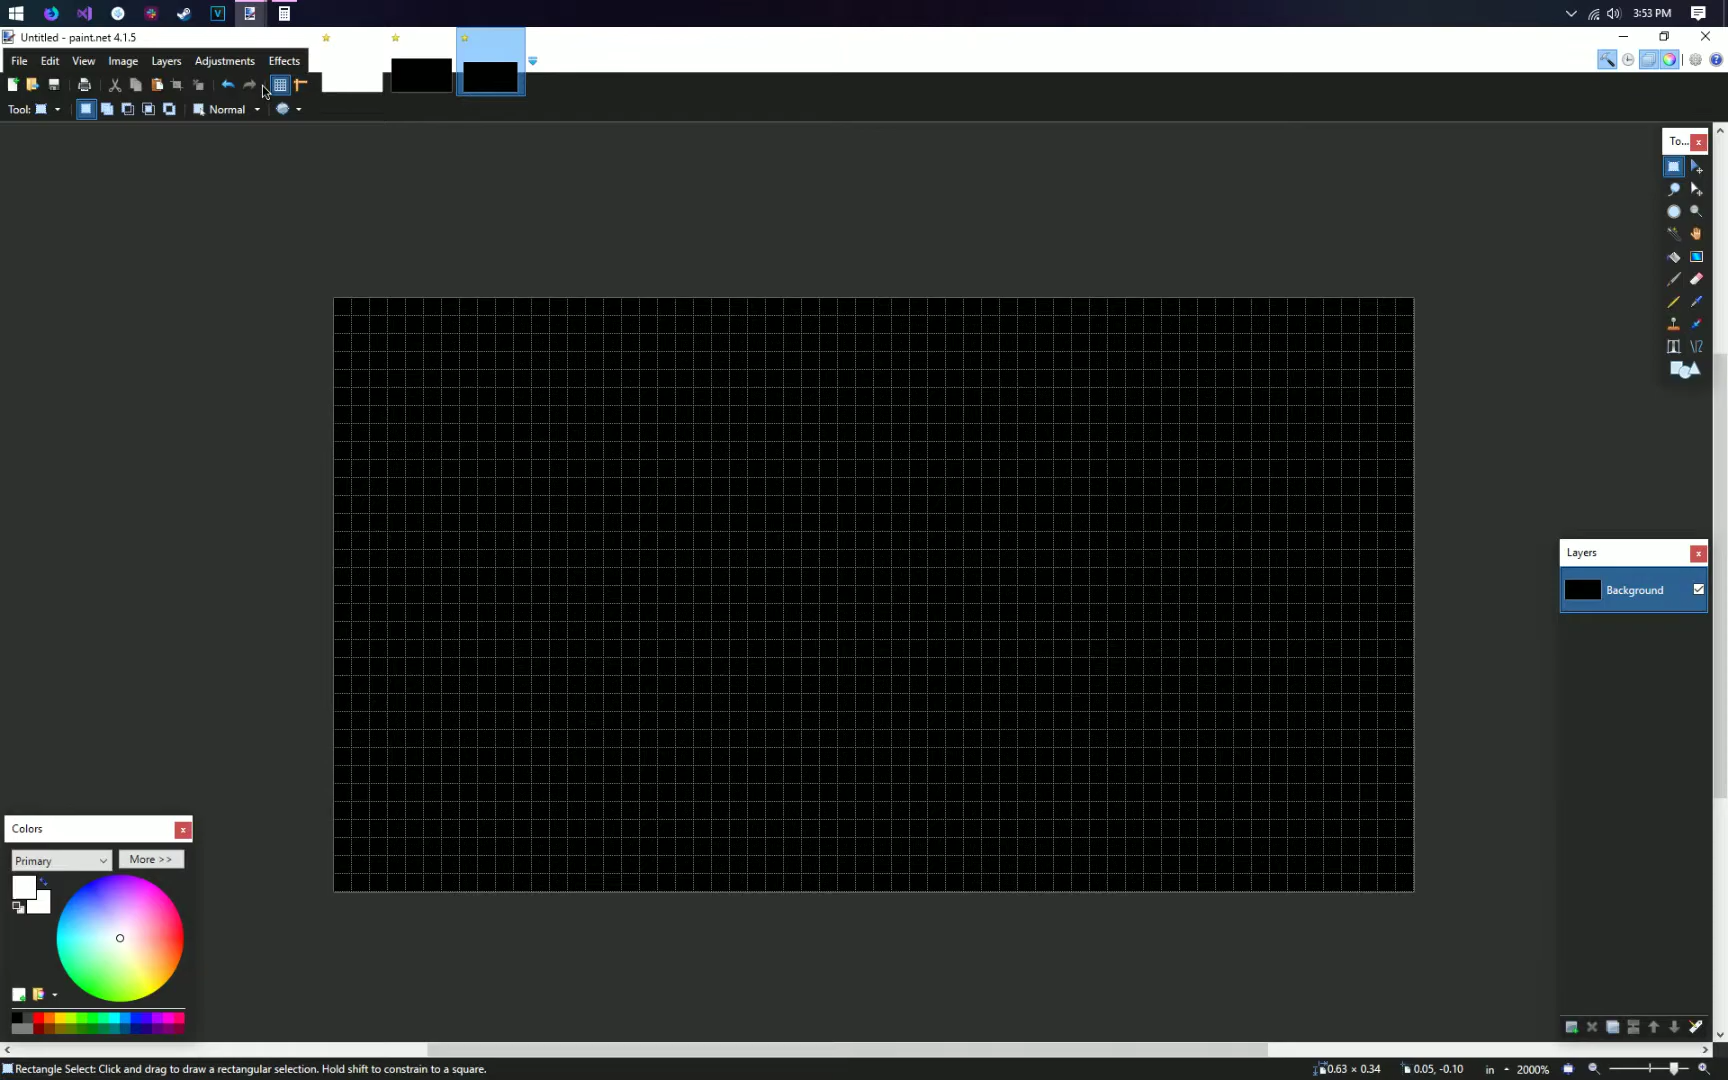 3:53 PM
Untitled - paint.net 4.1.5
File Edit View Image Layers Adjustments Effects
Tool: Normal
To...
Layers
Background
Colors
Primary More >>
Rectangle Select: Click and drag to draw a rectangular selection. Hold shift to constrain to a square.
0.63 × 0.34 0.05, -0.10 in 2000%